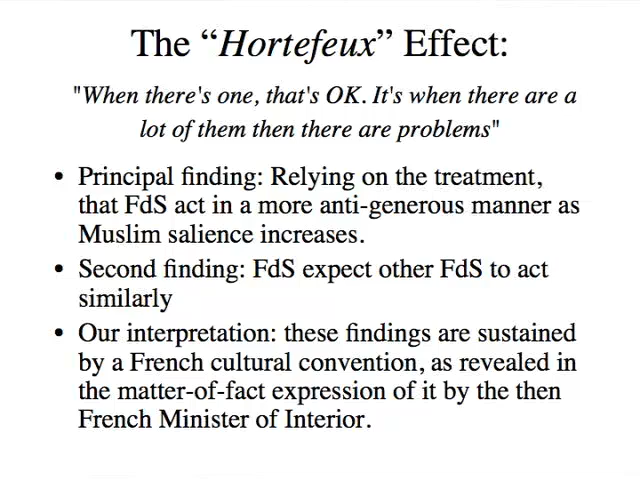 The “Hortefeux” Effect:
"When there's one, that's OK. It's when there are a
lot of them then there are problems"
• Principal finding: Relying on the treatment,
that FdS act in a more anti-generous manner as
Muslim salience increases.
• Second finding: FdS expect other FdS to act
similarly
• Our interpretation: these findings are sustained
by a French cultural convention, as revealed in
the matter-of-fact expression of it by the then
French Minister of Interior.